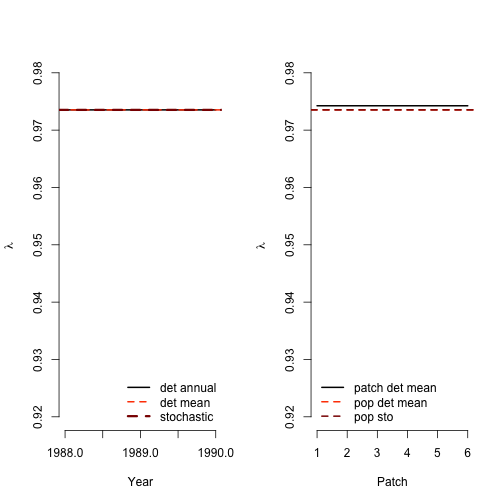 0.98
0.97
0.96
0.95
0.94
0.93
0.92
λ
det annual
det mean
stochastic
1988.0
1989.0
1990.0
Year
0.98
0.97
0.96
0.95
0.94
0.93
0.92
λ
patch det mean
pop det mean
pop sto
1 2 3 4 5 6
Patch